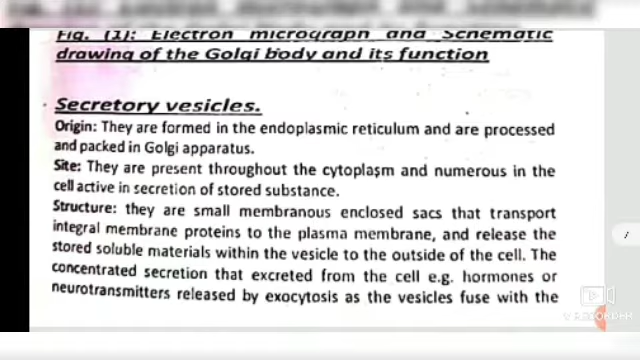 Fig. (1): Electron micrograph and Schematic
drawing of the Golgi body and its function
Secretory vesicles.
Origin: They are formed in the endoplasmic reticulum and are processed
and packed in Golgi apparatus.
Site: They are present throughout the cytoplasm and numerous in the
cell active in secretion of stored substance.
Structure: they are small membranous enclosed sacs that transport
integral membrane proteins to the plasma membrane, and release the
stored soluble materials within the vesicle to the outside of the cell. The
concentrated secretion that excreted from the cell e.g. hormones or
neurotransmitters released by exocytosis as the vesicles fuse with the
RECORDER